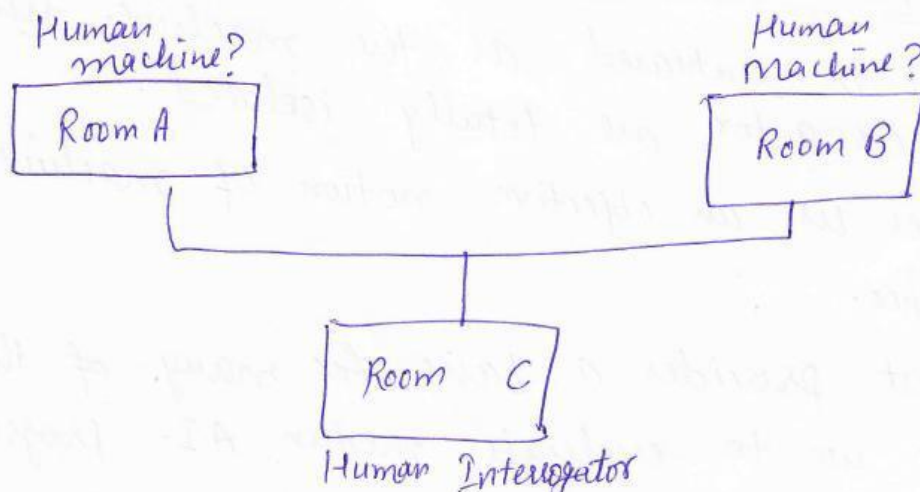 Human
machine?
Room A
Human
Machine?
Room B
Room C
Human Interrogator